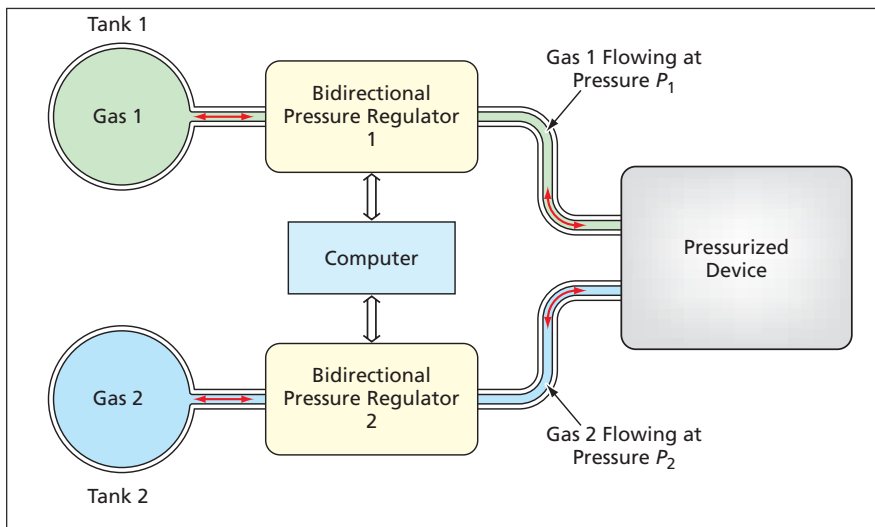 Tank 1
Gas 1
Bidirectional
Pressure Regulator
1
Gas 1 Flowing at
Pressure P1
Computer
Pressurized
Device
Gas 2
Bidirectional
Pressure Regulator
2
Gas 2 Flowing at
Pressure P2
Tank 2